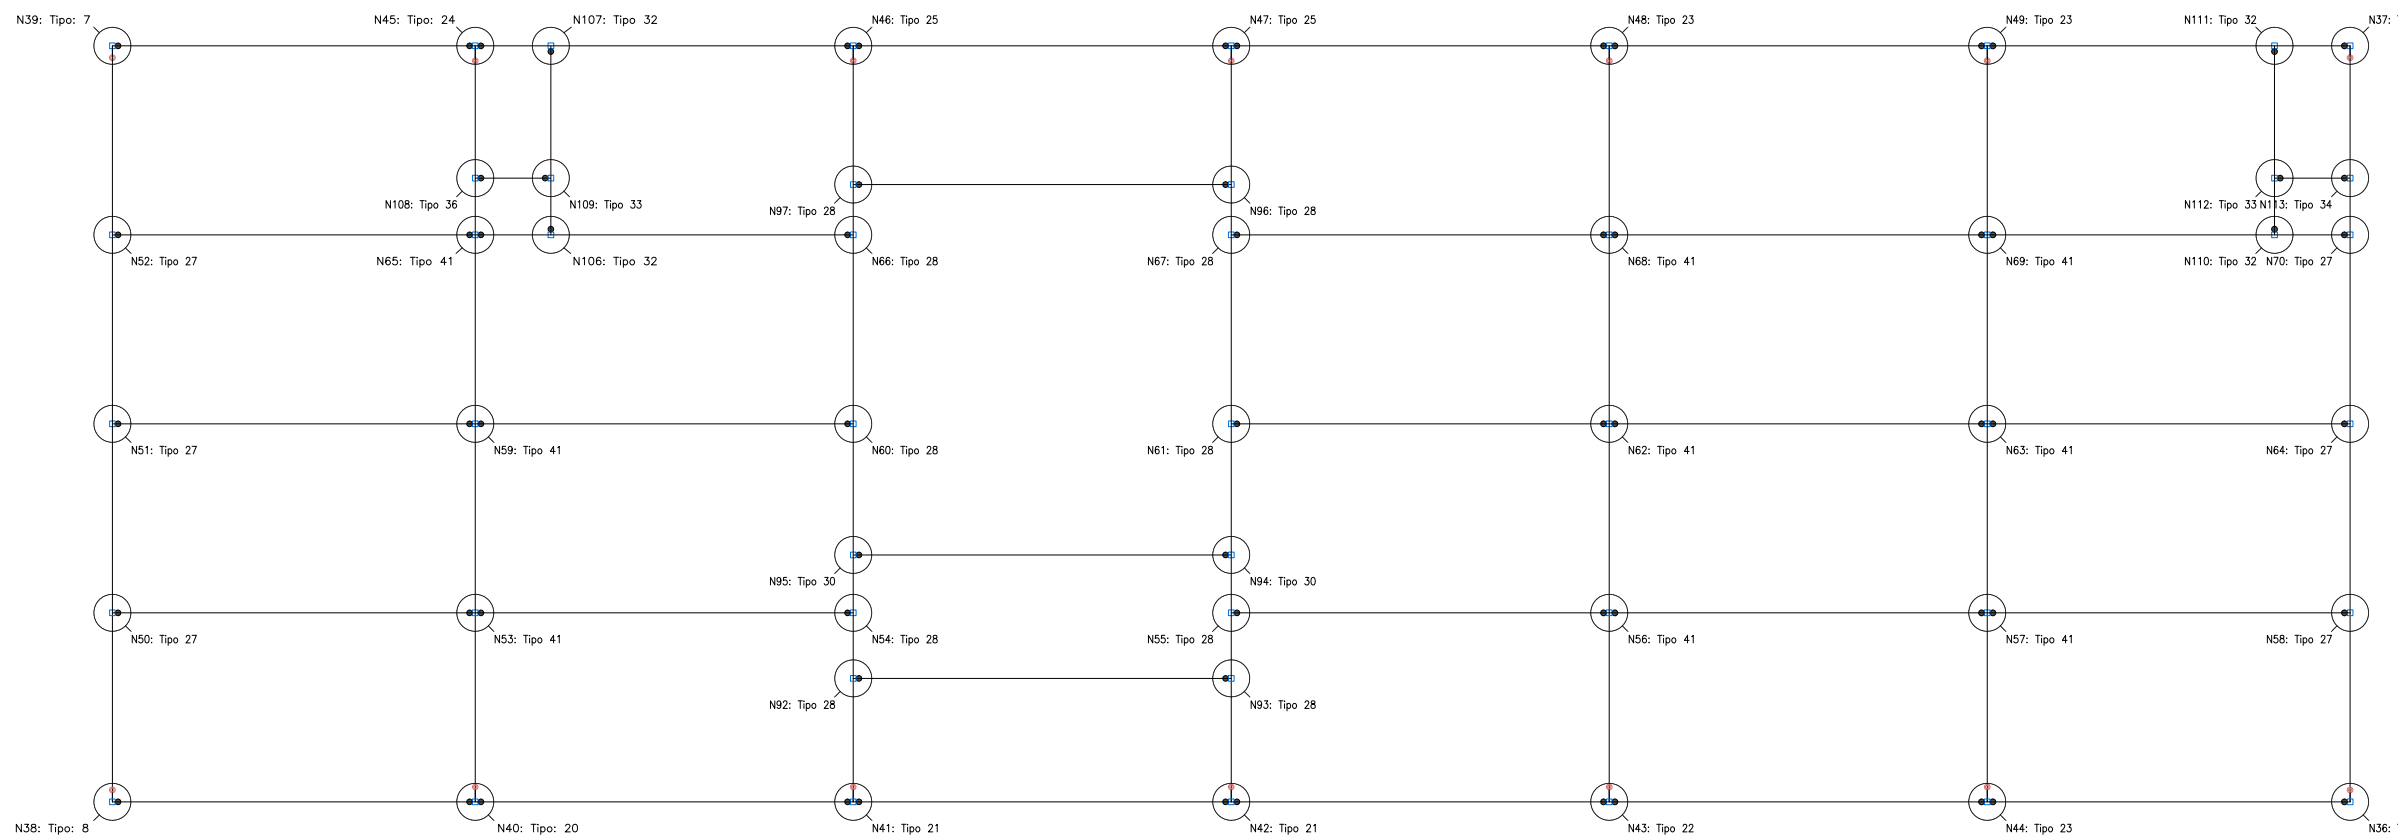 N39: Tipo: 7
N45: Tipo: 24
N107: Tipo 32
N46: Tipo 25
N47: Tipo 25
N48: Tipo 23
N49: Tipo 23
N111: Tipo 32
N37:
N108: Tipo 36
N109: Tipo 33
N97: Tipo 28
N96: Tipo 28
N112: Tipo 33
N113: Tipo 34
N52: Tipo 27
N65: Tipo 41
N106: Tipo 32
N66: Tipo 28
N67: Tipo 28
N68: Tipo 41
N69: Tipo 41
N110: Tipo 32
N70: Tipo 27
N51: Tipo 27
N59: Tipo 41
N60: Tipo 28
N61: Tipo 28
N62: Tipo 41
N63: Tipo 41
N64: Tipo 27
N95: Tipo 30
N94: Tipo 30
N50: Tipo 27
N53: Tipo 41
N54: Tipo 28
N55: Tipo 28
N56: Tipo 41
N57: Tipo 41
N58: Tipo 27
N92: Tipo 28
N93: Tipo 28
N38: Tipo: 8
N40: Tipo: 20
N41: Tipo 21
N42: Tipo 21
N43: Tipo 22
N44: Tipo 23
N36: